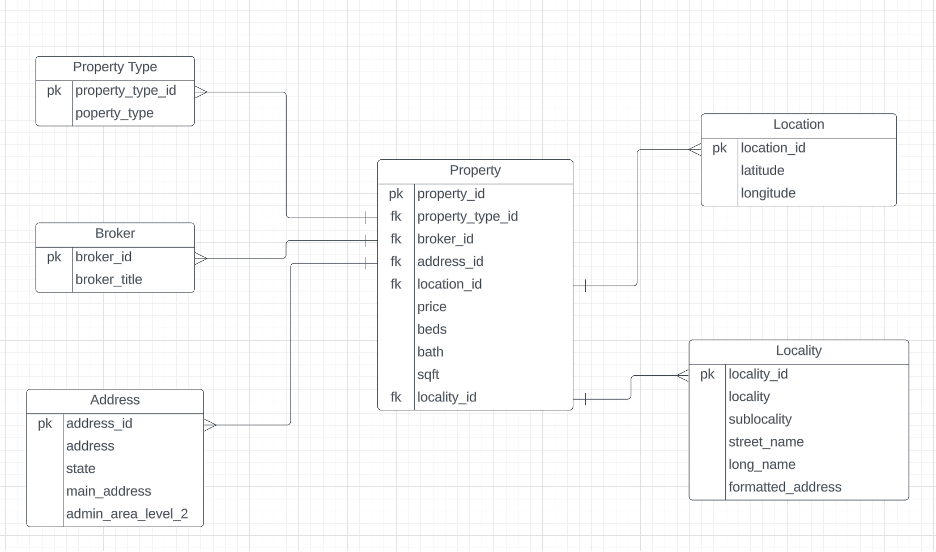 Property Type
pk property_type_id
poperty_type
Broker
pk broker_id
broker_title
Address
pk address_id
address
state
main_address
admin_area_level_2
Property
pk property_id
fk property_type_id
fk broker_id
fk address_id
fk location_id
price
beds
bath
sqft
fk locality_id
Location
pk location_id
latitude
longitude
Locality
pk locality_id
locality
sublocality
street_name
long_name
formatted_address